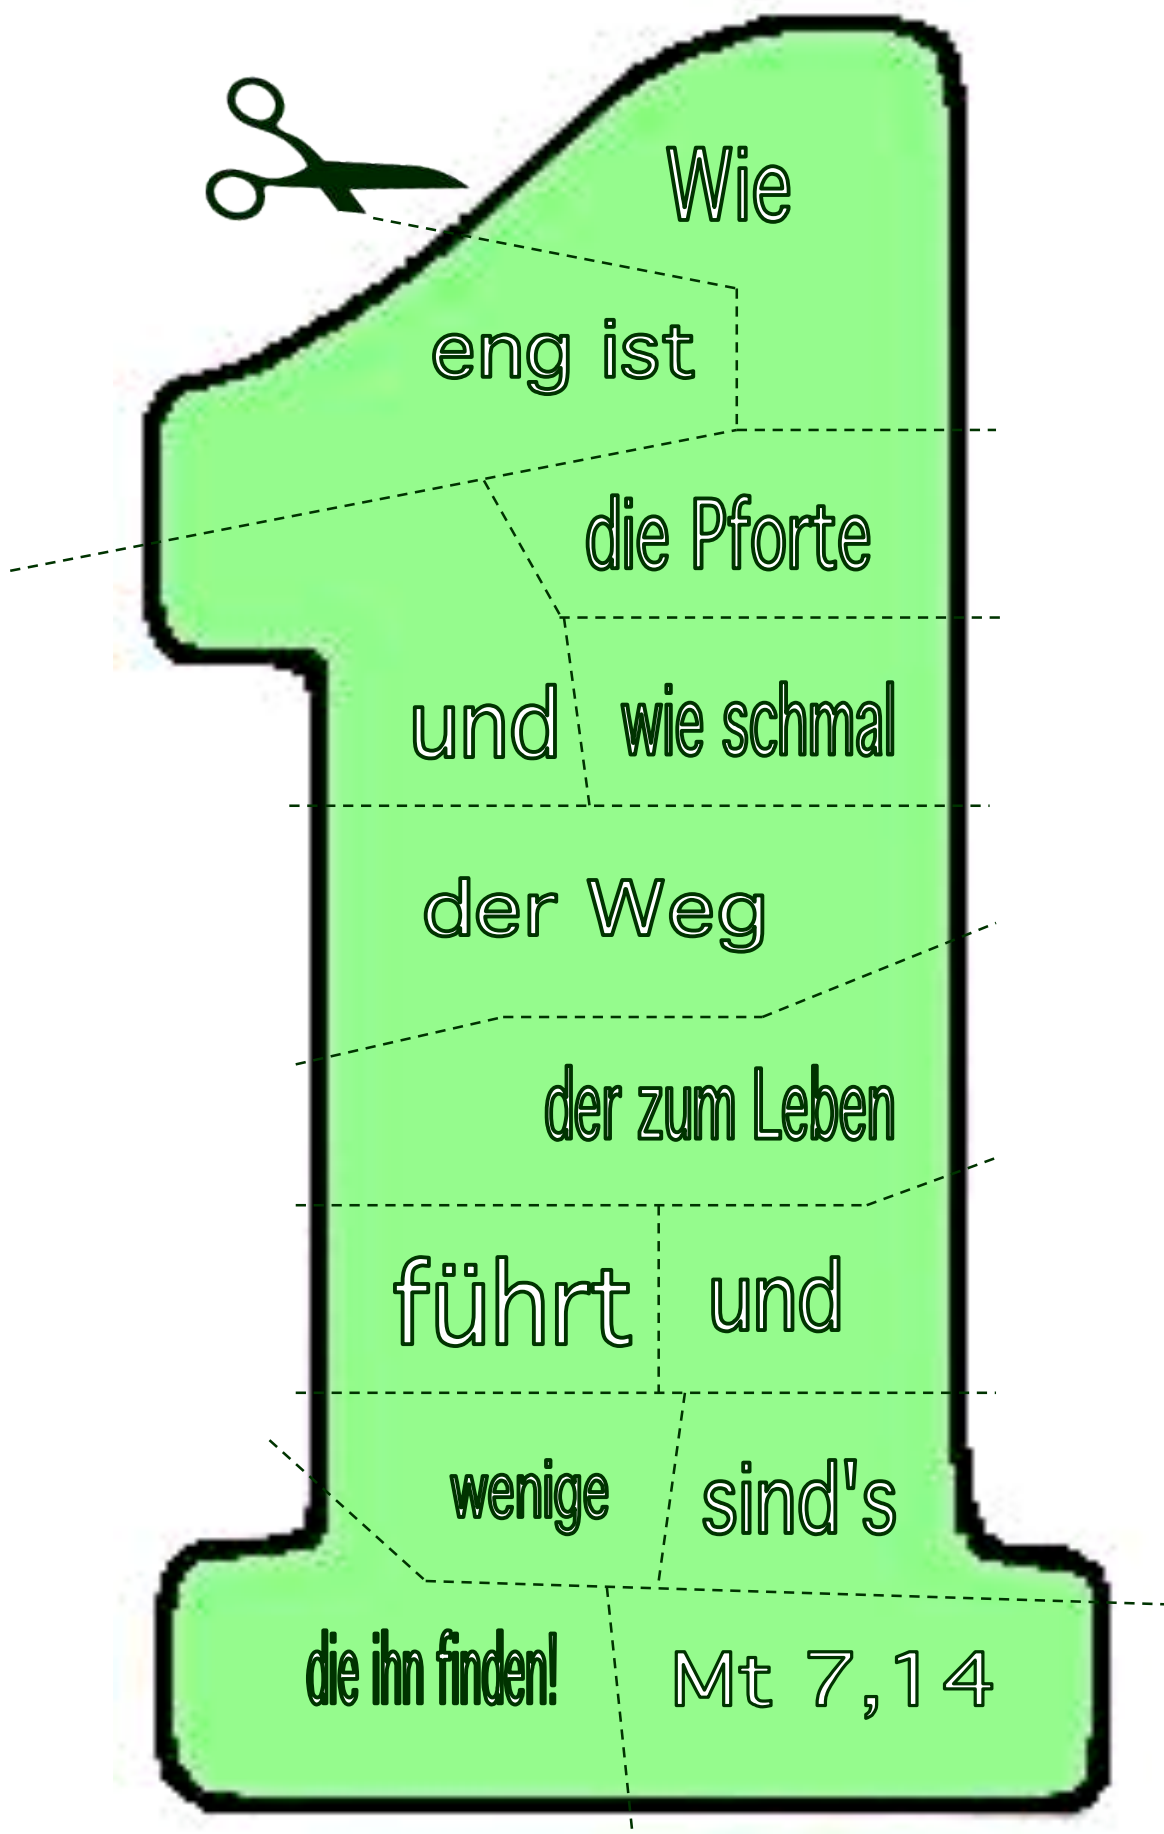 Wie
eng ist
die Pforte
und wie schmal
der Weg
der zum Leben
führt und
wenige sind's
die ihn finden! Mt 7,14